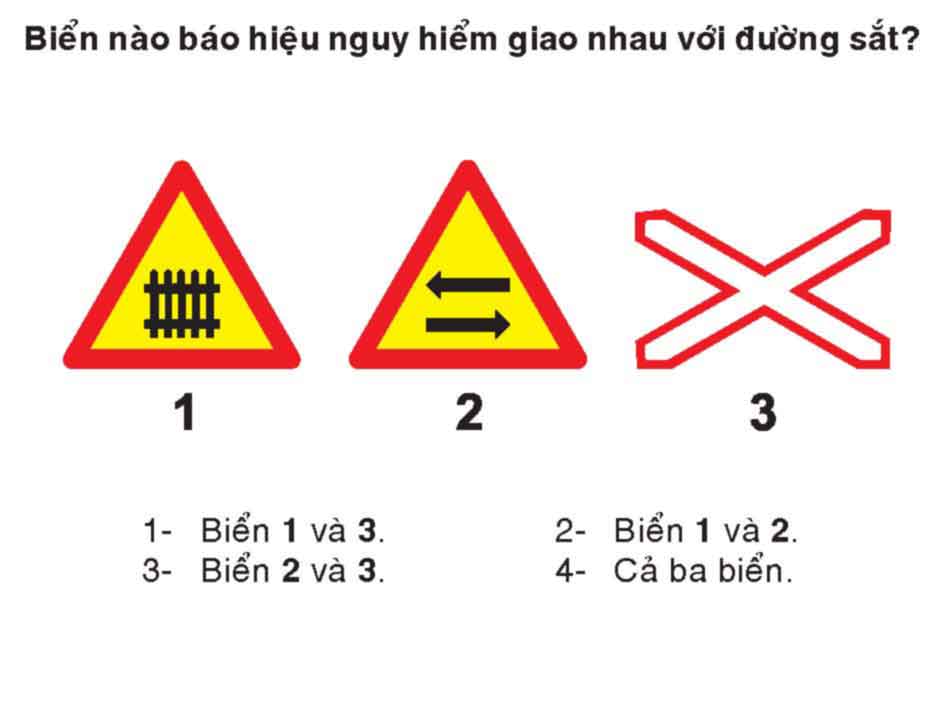 Biển nào báo hiệu nguy hiểm giao nhau với đường sắt?
1 2 3
1- Biển 1 và 3. 2- Biển 1 và 2.
3- Biển 2 và 3. 4- Cả ba biển.